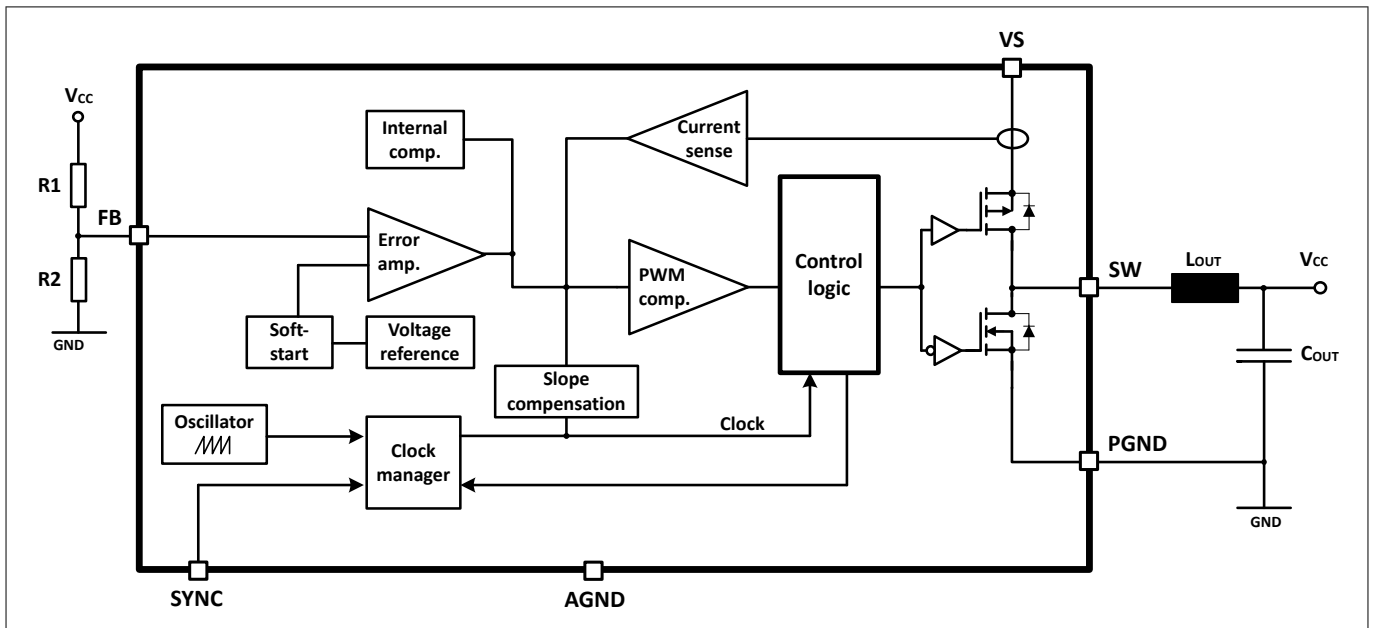 VS
VCC
Internal
comp.
Current
sense
R1
FB
Error
amp.
R2
PWM
comp.
Control
logic
SW
LOUT
VCC
GND
Soft-
start
Voltage
reference
COUT
Slope
compensation
Oscillator
Clock
manager
Clock
PGND
GND
SYNC
AGND